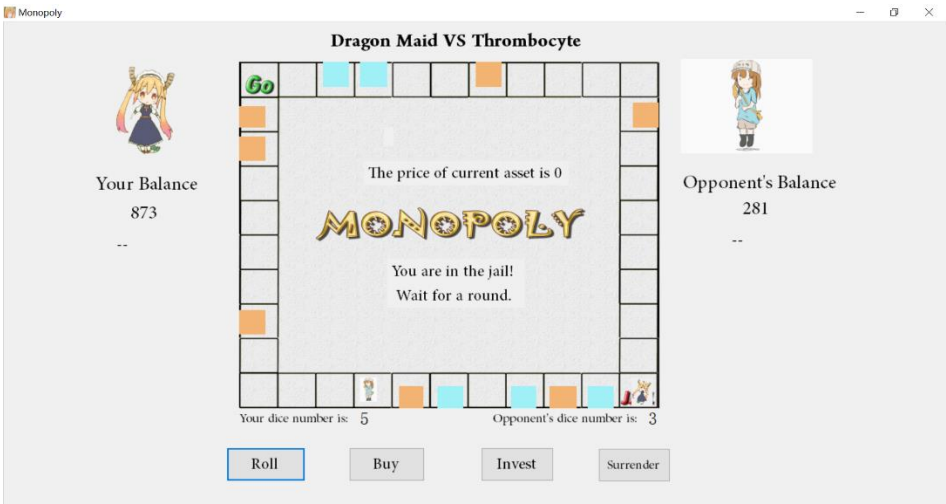 Monopoly
Dragon Maid VS Thrombocyte
Go
Your Balance
873
--
The price of current asset is 0
MONOPOLY
You are in the jail!
Wait for a round.
Opponent's Balance
281
--
J
Your dice number is: 5
Opponent's dice number is: 3
Roll
Buy
Invest
Surrender